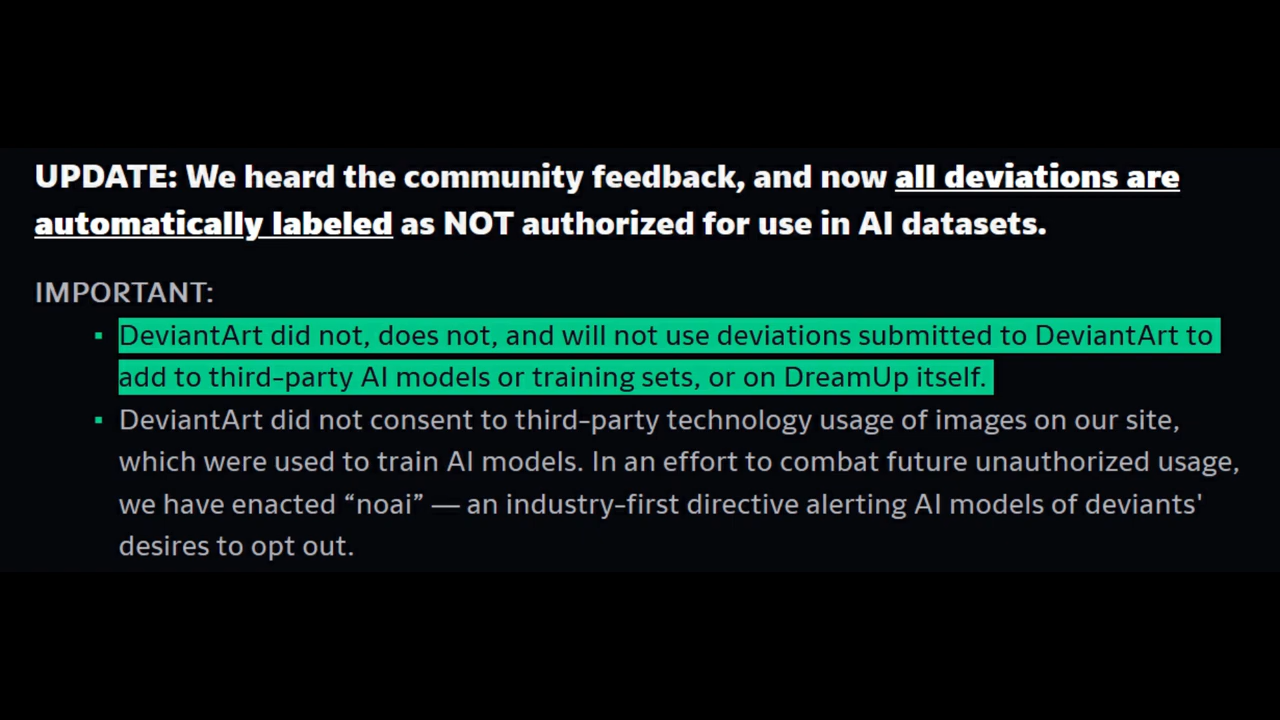 UPDATE: We heard the community feedback, and now all deviations are
automatically labeled as NOT authorized for use in AI datasets.
IMPORTANT:
▪ DeviantArt did not, does not, and will not use deviations submitted to DeviantArt to
add to third-party AI models or training sets, or on DreamUp itself.
▪ DeviantArt did not consent to third-party technology usage of images on our site,
which were used to train AI models. In an effort to combat future unauthorized usage,
we have enacted “noai” — an industry-first directive alerting AI models of deviants'
desires to opt out.